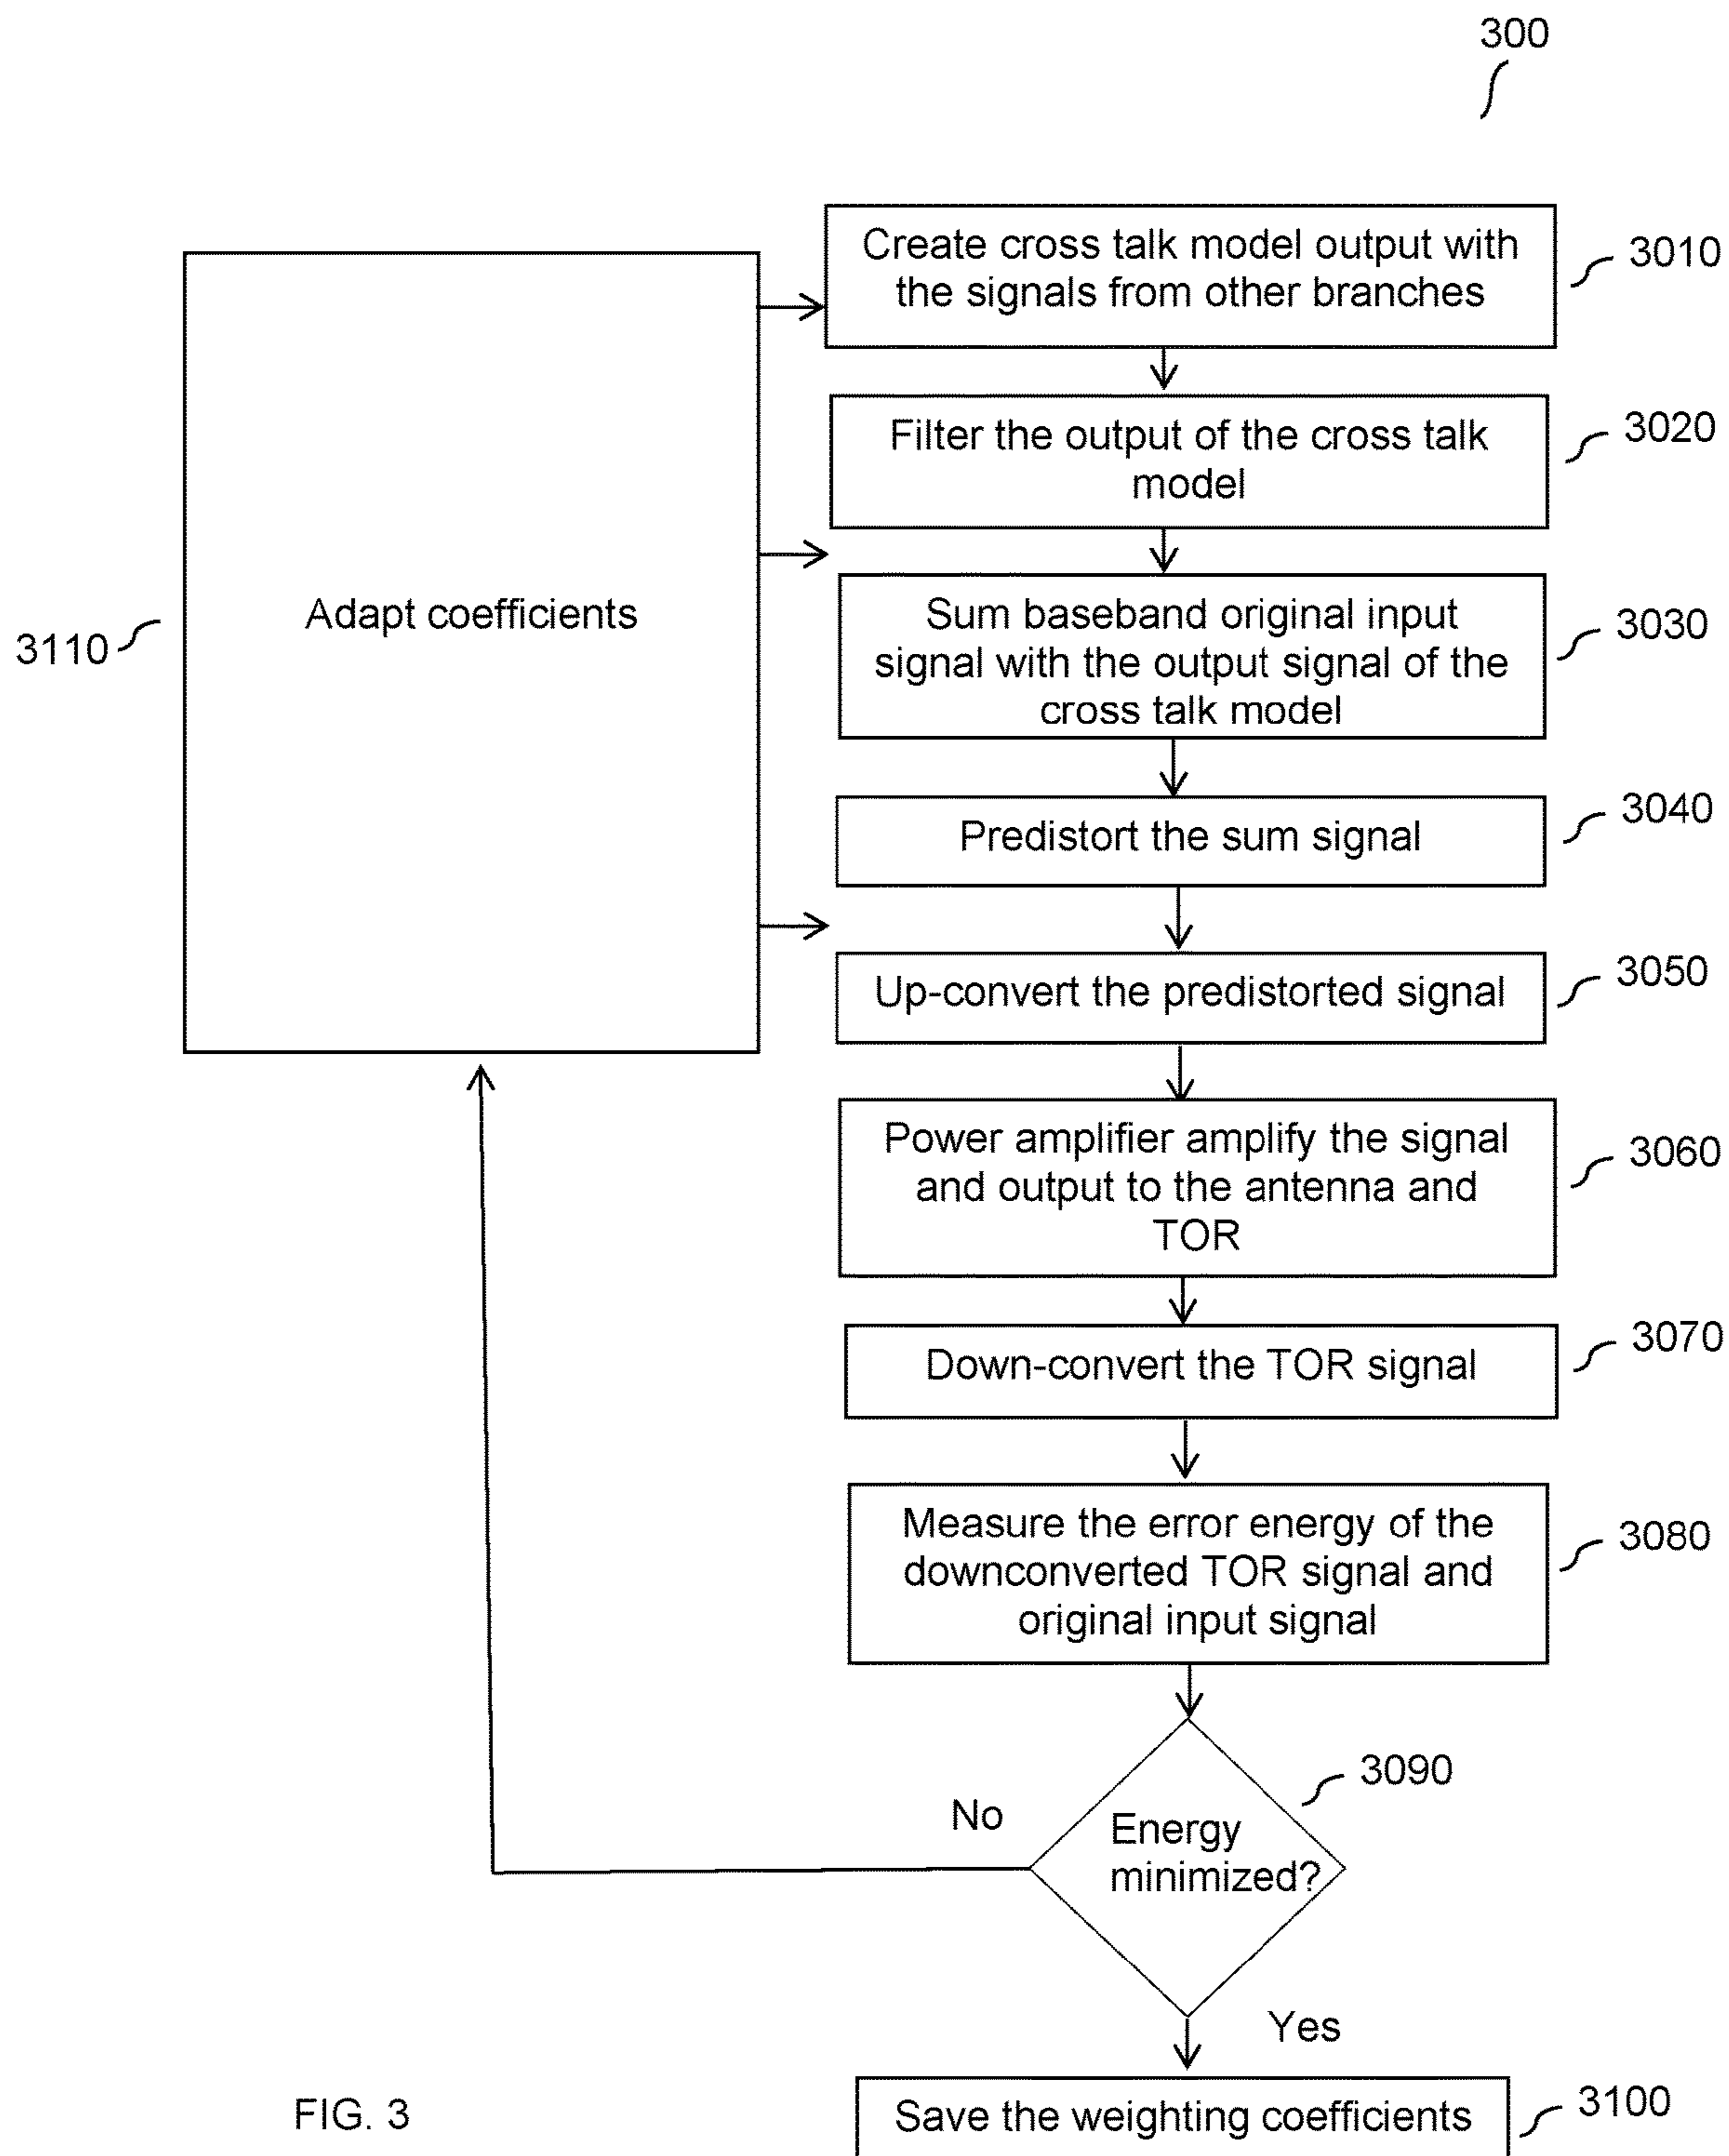 300
Create cross talk model output with
the signals from other branches
3010
Filter the output of the cross talk
model
3020
Sum baseband original input
signal with the output signal of the
cross talk model
3030
Adapt coefficients
3110
Predistort the sum signal
3040
Up-convert the predistorted signal
3050
Power amplifier amplify the signal
and output to the antenna and
TOR
3060
Down-convert the TOR signal
3070
Measure the error energy of the
downconverted TOR signal and
original input signal
3080
Energy
minimized?
3090
No
Yes
Save the weighting coefficients
3100
FIG. 3